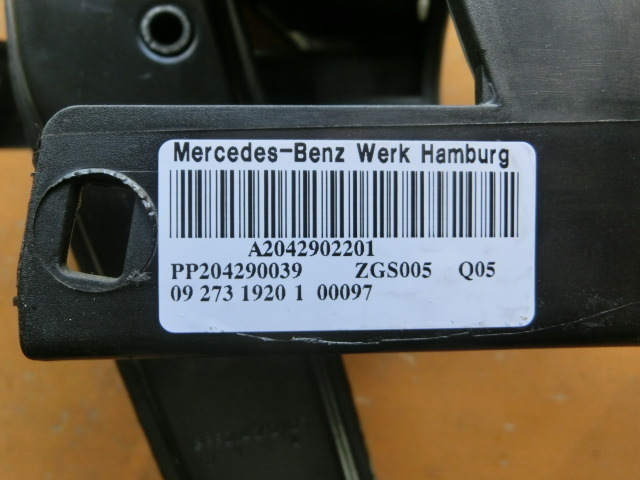 Mercedes-Benz Werk Hamburg
A2042902201
PP204290039 ZGS005 Q05
09 273 1920 1 00097